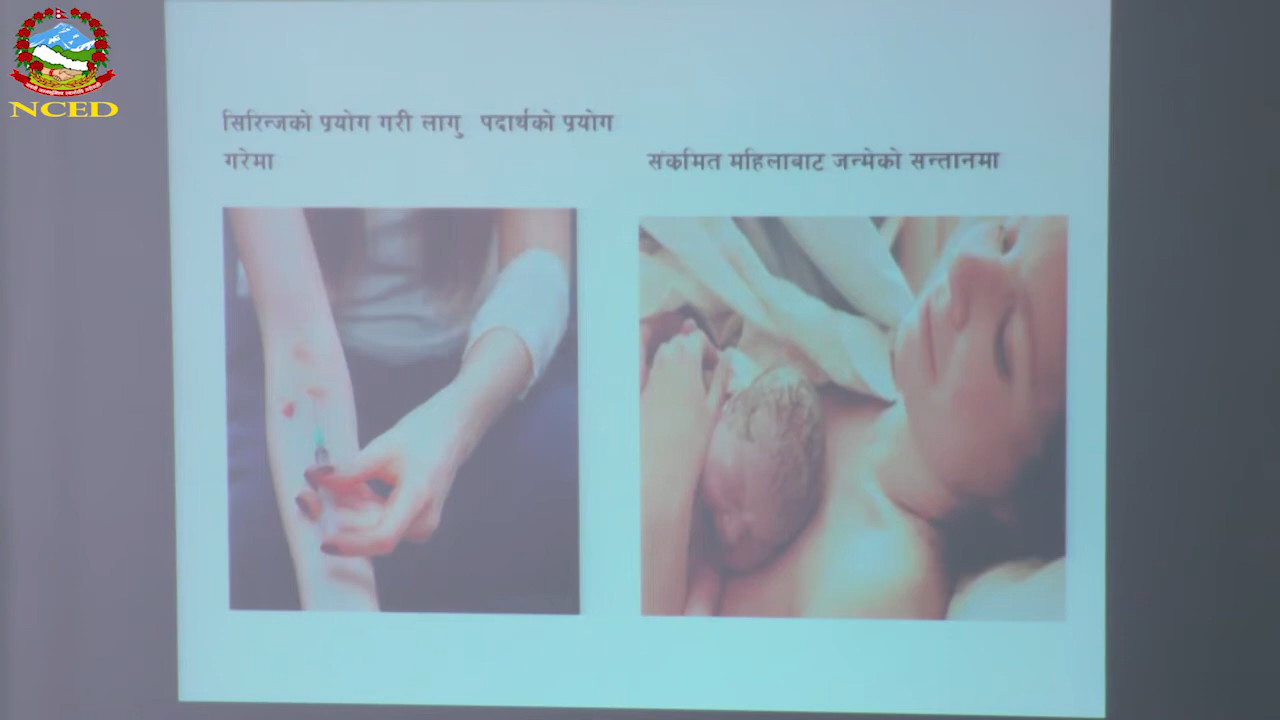 NCED
सिरिन्जको प्रयोग गरी लागु पदार्थको प्रयोग
गरेमा
संक्रमित महिलाबाट जन्मेको सन्तानमा